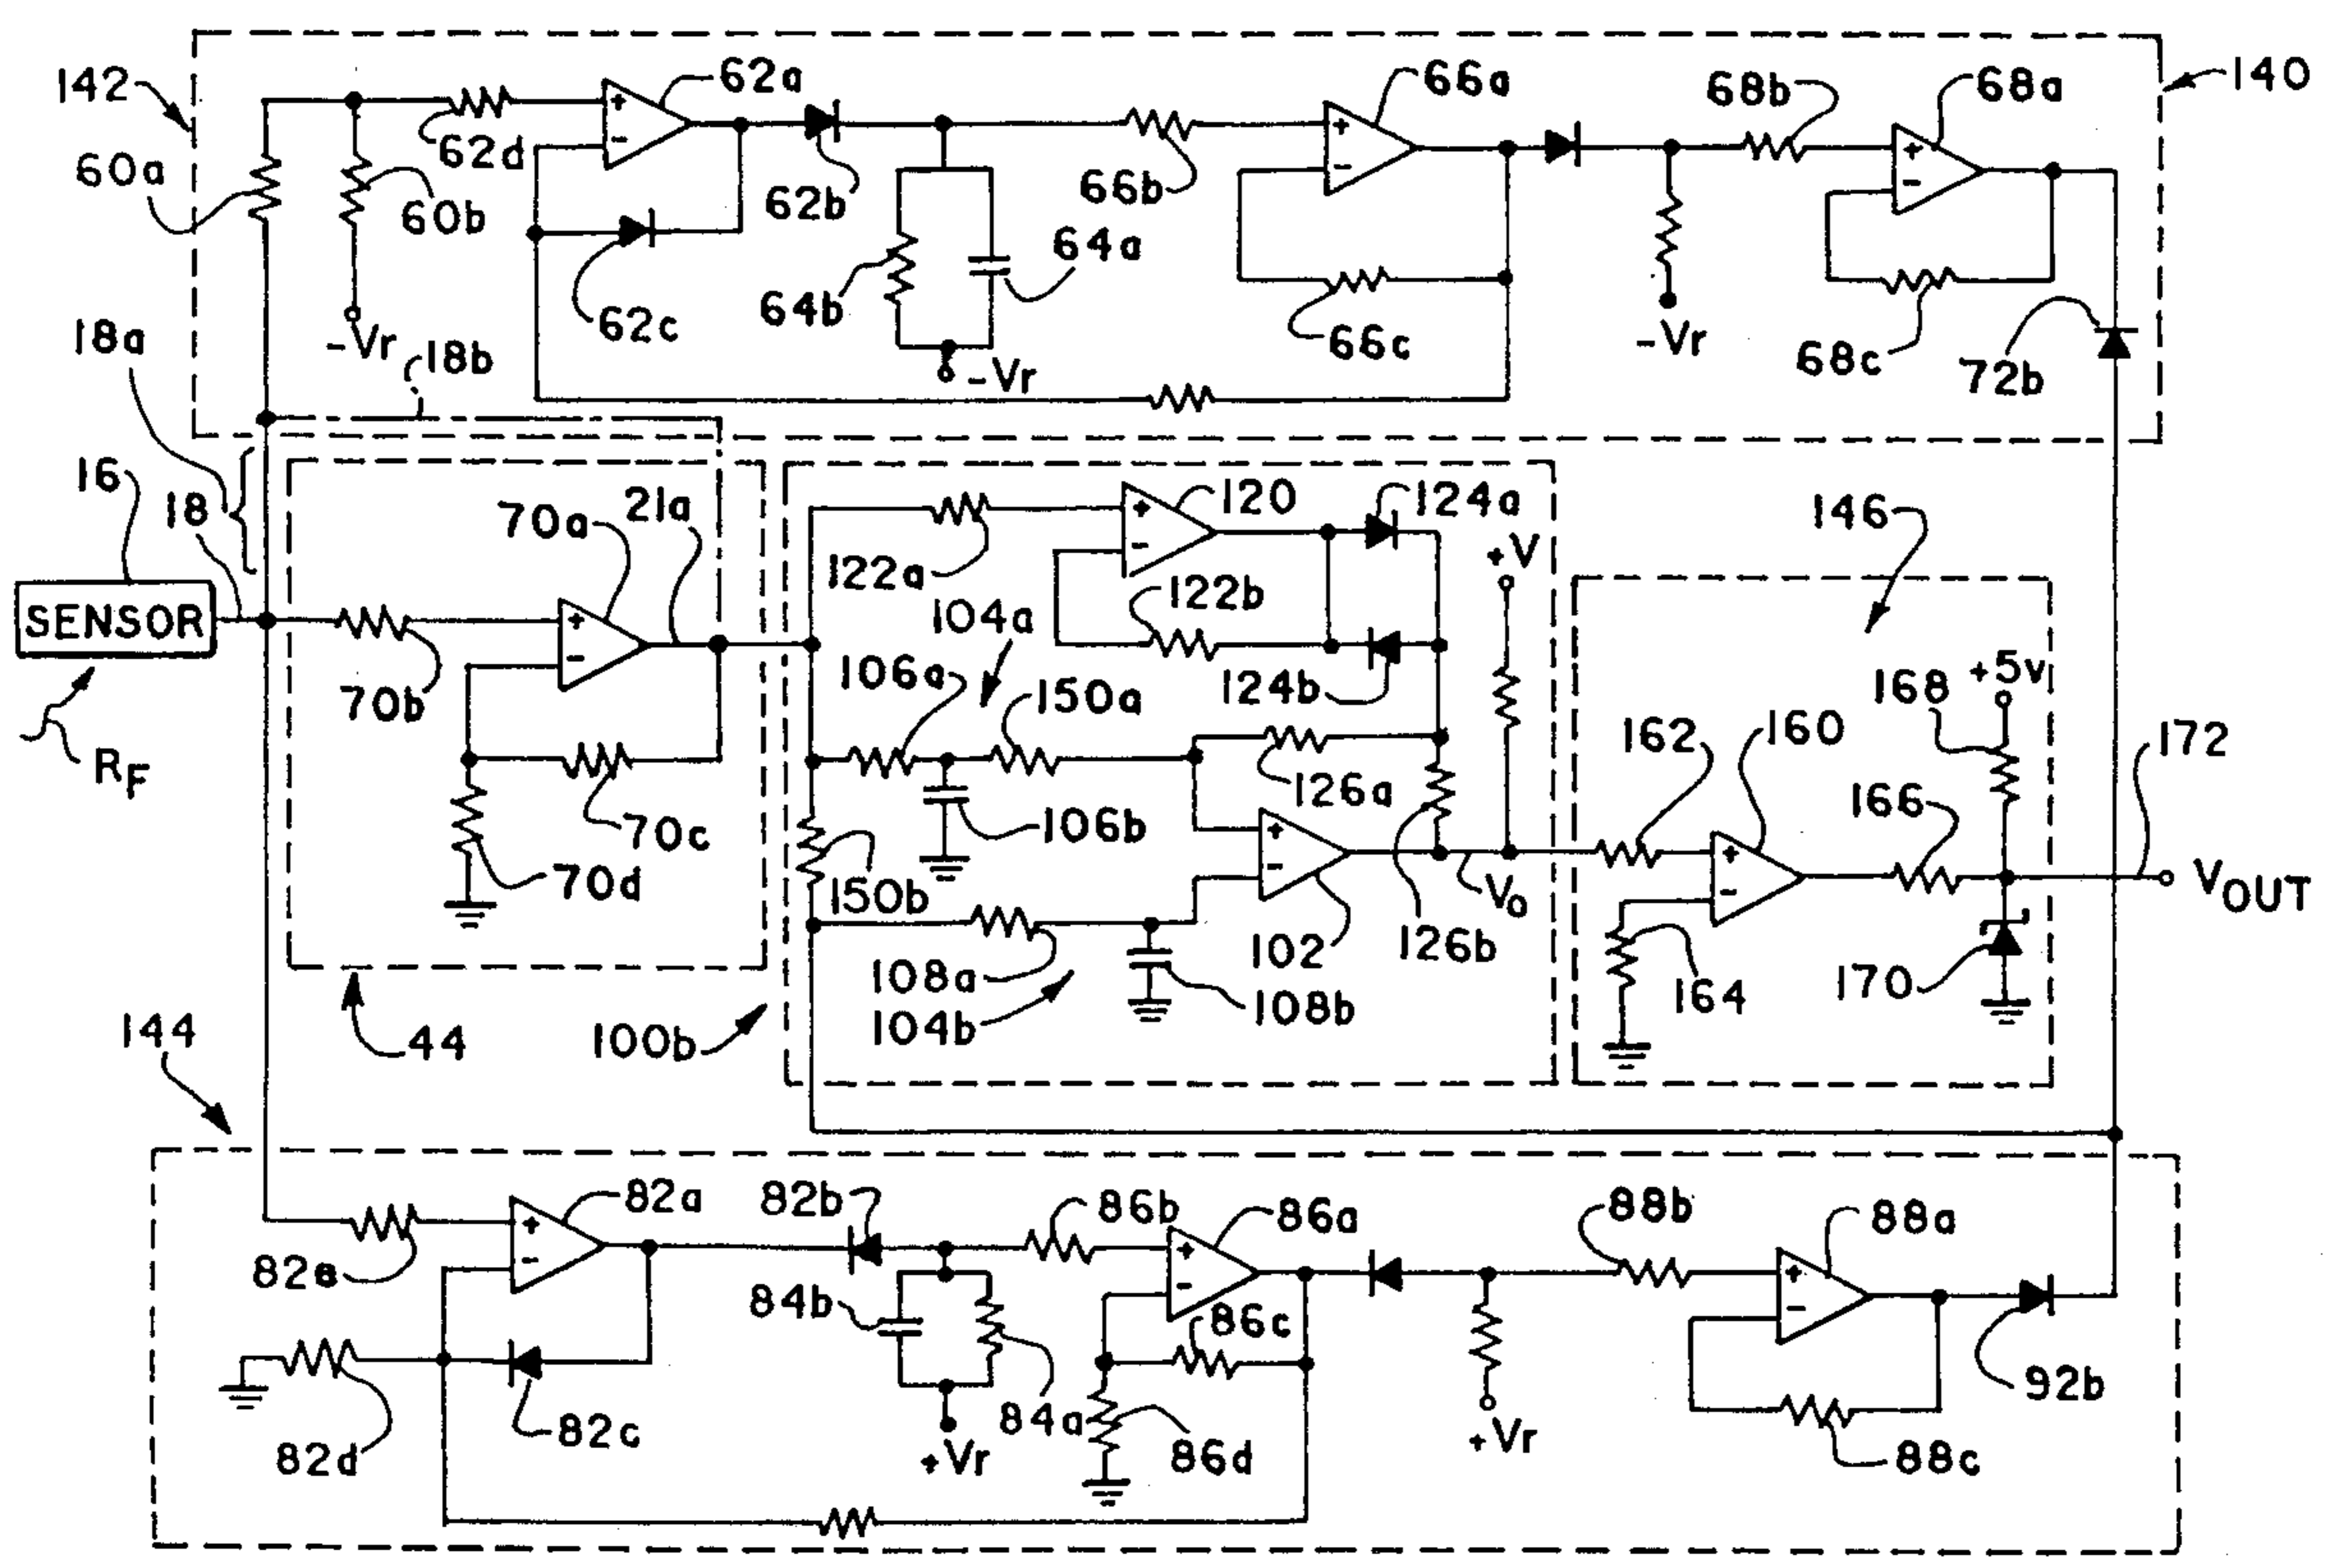 142
140
62a
66a
68b
68a
+
-
+
-
+
-
60a
62d
60b
62b
66b
64a
64b
62c
66c
68c
72b
-Vr
-Vr
-Vr
18a
18b
16
18
SENSOR
RF
70a
21a
70b
+
-
70c
70d
44
120
124a
+V
122a
+
-
122b
104a
106a
150a
124b
126a
106b
150b
+
-
Vo
102
126b
108a
108b
104b
100b
146
168
+5v
162
160
166
172
+
-
VOUT
164
170
144
82a
82b
86b
86a
88b
88a
+
-
+
-
+
-
84b
86c
82d
82c
84a
86d
+Vr
+Vr
92b
88c